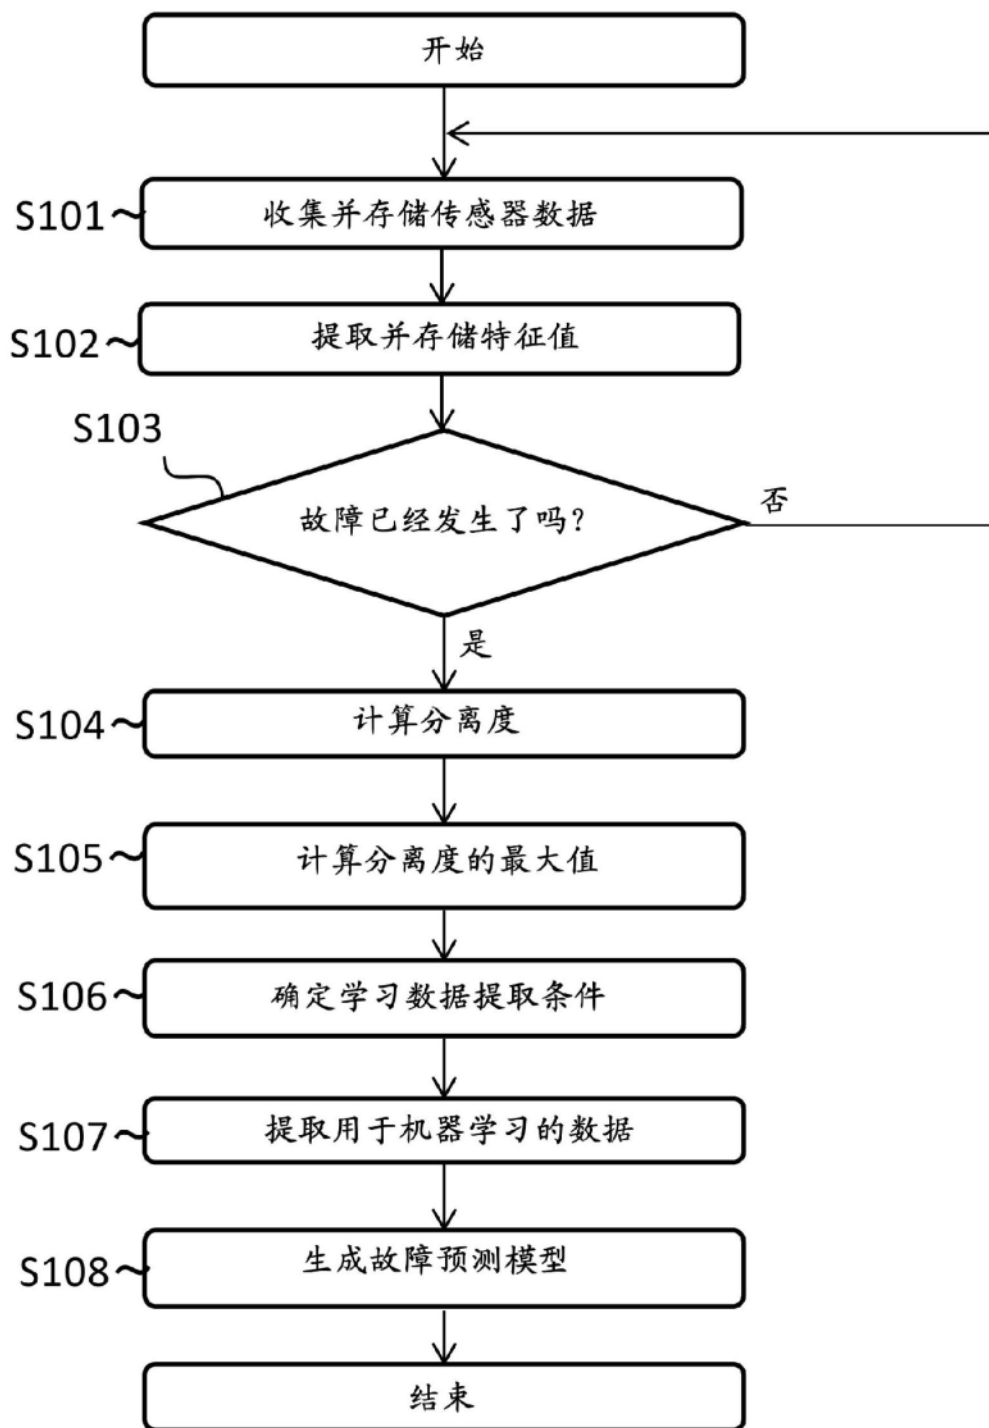 开始
S101
收集并存储传感器数据
S102
提取并存储特征值
S103
故障已经发生了吗?
否
是
S104
计算分离度
S105
计算分离度的最大值
S106
确定学习数据提取条件
S107
提取用于机器学习的数据
S108
生成故障预测模型
结束